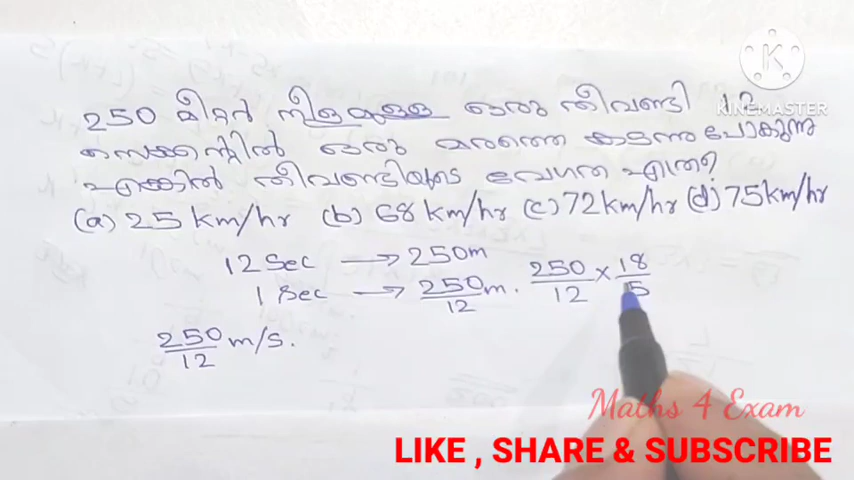 K
KINEMASTER
250 മീറ്റർ നീളമുള്ള ഒരു തീവണ്ടി 12
സെക്കന്റിൽ ഒരു മരത്തെ കടന്നുപോകുന്നു
എങ്കിൽ തീവണ്ടിയുടെ വേഗത എത്ര?
(a) 25 km/hr (b) 68 km/hr (c) 72 km/hr (d) 75 km/hr
12 Sec → 250m
1 Sec → 250/12 m. 250/12 × 18/5
250/12 m/s.
Maths 4 Exam
LIKE , SHARE & SUBSCRIBE